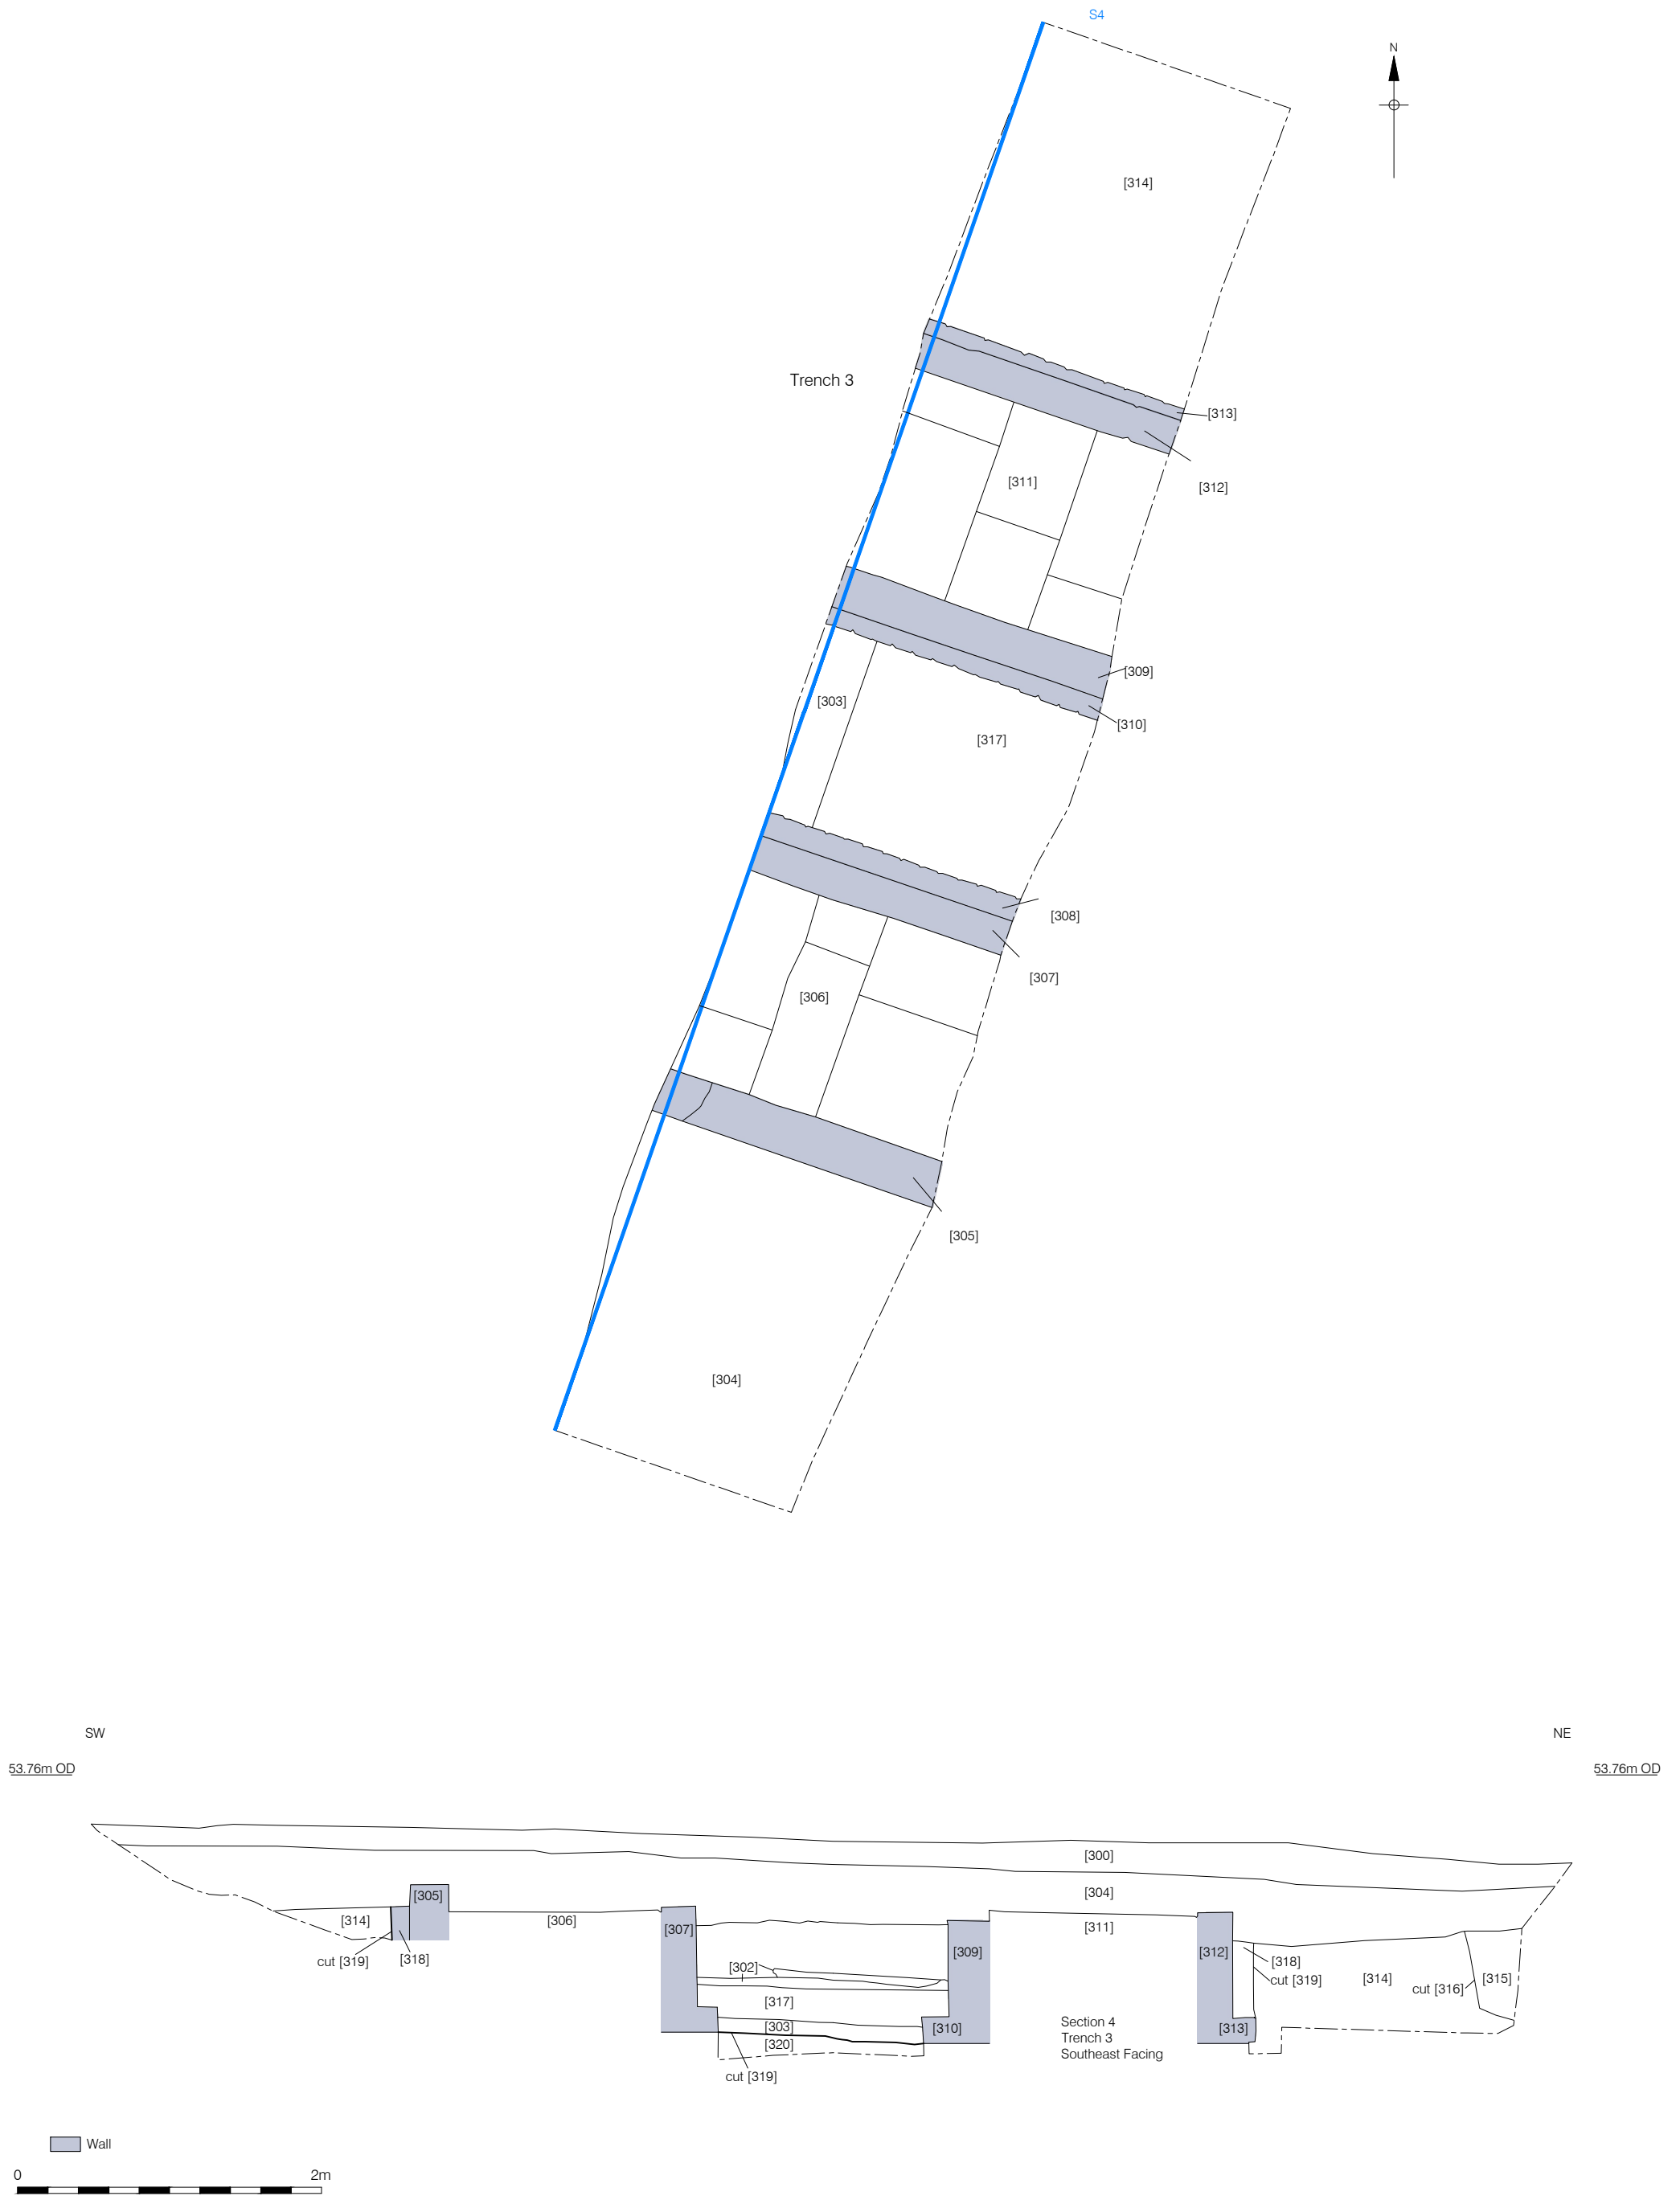 S4
N
[314]
Trench 3
[313]
[311]
[312]
[309]
[303]
[310]
[317]
[308]
[307]
[306]
[305]
[304]
SW
NE
53.76m OD
53.76m OD
[300]
[304]
[305]
[314]
[306]
[307]
[311]
[309]
[312]
cut [319]
[318]
[302]
[318]
cut [319]
[314]
cut [316]
[315]
[317]
[303]
[310]
[313]
[320]
cut [319]
Section 4
Trench 3
Southeast Facing
Wall
0
2m